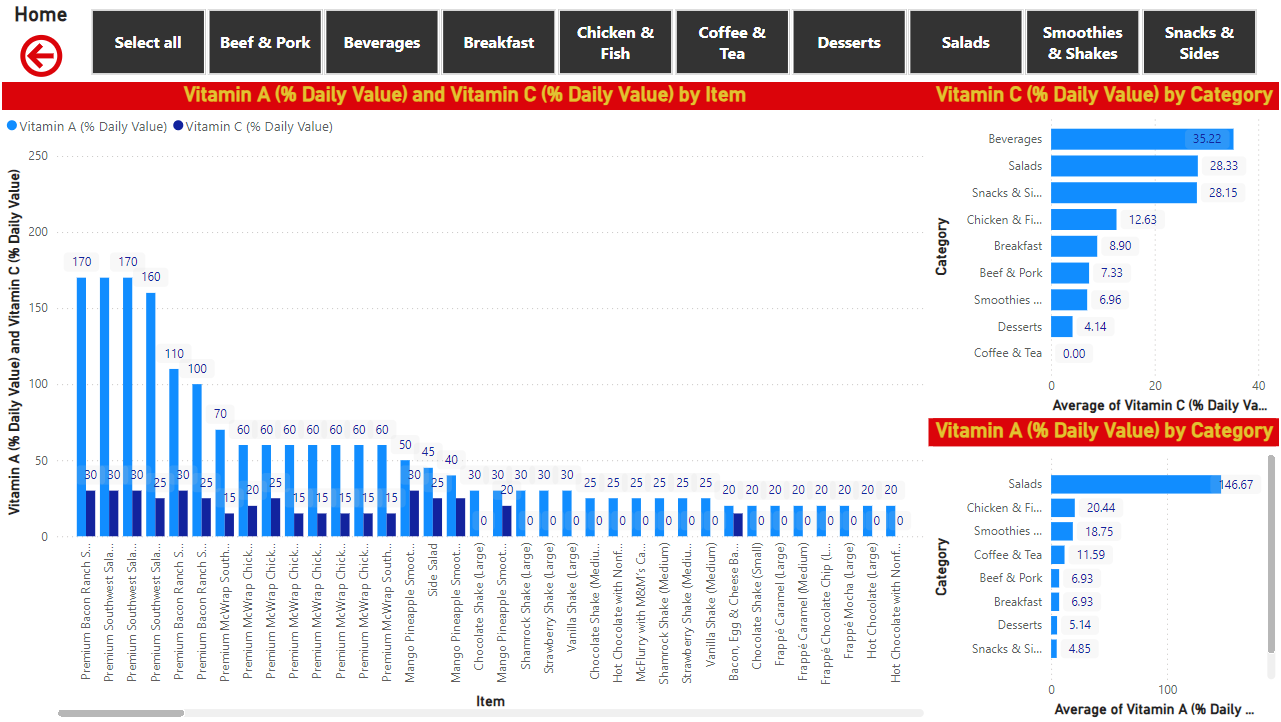 Home
Select all
Beef & Pork
Beverages
Breakfast
Chicken &
Fish
Coffee &
Tea
Desserts
Salads
Smoothies
& Shakes
Snacks &
Sides
Vitamin A (% Daily Value) and Vitamin C (% Daily Value) by Item
Vitamin A (% Daily Value) Vitamin C (% Daily Value)
Vitamin A (% Daily Value) and Vitamin C (% Daily Value)
250
200
150
100
50
0
170 170 160 110 100 70 60 60 60 60 60 60 60 50 45 40 30 30 30 30 30 25 25 25 25 25 25 20 20 20 20 20 20 20 20
30 30 30 25 30 25 15 20 25 15 15 15 15 15 30 25 20 0 0 0 0 0 0 0 0 0 0 0 0 0 0 0 0
Premium Bacon Ranch S...
Premium Southwest Sala...
Premium Southwest Sala...
Premium Southwest Sala...
Premium Bacon Ranch S...
Premium Bacon Ranch S...
Premium McWrap South...
Premium McWrap Chick...
Premium McWrap Chick...
Premium McWrap Chick...
Premium McWrap Chick...
Premium McWrap Chick...
Premium McWrap Chick...
Premium McWrap South...
Mango Pineapple Smoot...
Side Salad
Mango Pineapple Smoot...
Chocolate Shake (Large)
Mango Pineapple Smoot...
Shamrock Shake (Large)
Strawberry Shake (Large)
Vanilla Shake (Large)
Chocolate Shake (Mediu...
Hot Chocolate with Nonf...
McFlurry with M&M's Ca...
Shamrock Shake (Medium)
Strawberry Shake (Mediu...
Vanilla Shake (Medium)
Bacon, Egg & Cheese Ba...
Chocolate Shake (Small)
Frappé Caramel (Large)
Frappé Caramel (Medium)
Frappé Chocolate Chip (L...
Frappé Mocha (Large)
Hot Chocolate (Large)
Hot Chocolate with Nonf...
Item
Vitamin C (% Daily Value) by Category
Category
Beverages 35.22
Salads 28.33
Snacks & Si... 28.15
Chicken & Fi... 12.63
Breakfast 8.90
Beef & Pork 7.33
Smoothies ... 6.96
Desserts 4.14
Coffee & Tea 0.00
0 20 40
Average of Vitamin C (% Daily Va...
Vitamin A (% Daily Value) by Category
Category
Salads 146.67
Chicken & Fi... 20.44
Smoothies ... 18.75
Coffee & Tea 11.59
Beef & Pork 6.93
Breakfast 6.93
Desserts 5.14
Snacks & Si... 4.85
0 100
Average of Vitamin A (% Daily ...